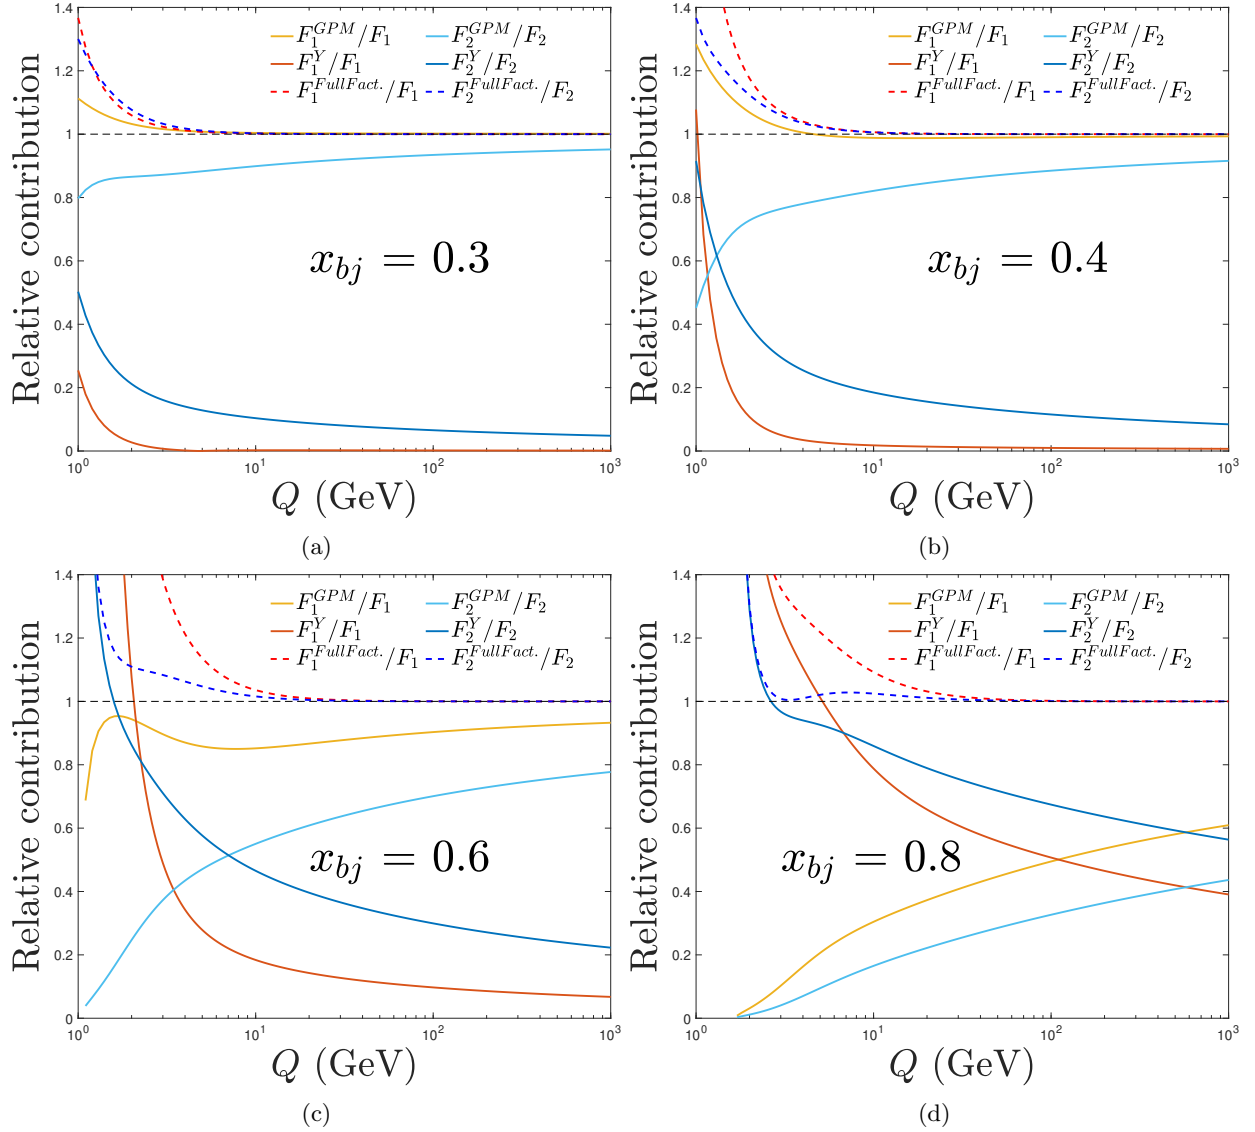 Relative contribution
1.4
1.2
1
0.8
0.6
0.4
0.2
0
F_1^{GPM}/F_1 F_2^{GPM}/F_2
F_1^Y/F_1 F_2^Y/F_2
F_1^{FullFact.}/F_1 F_2^{FullFact.}/F_2
x_{bj} = 0.3
10^0 10^1 10^2 10^3
Q (GeV)
(a)
Relative contribution
1.4
1.2
1
0.8
0.6
0.4
0.2
0
F_1^{GPM}/F_1 F_2^{GPM}/F_2
F_1^Y/F_1 F_2^Y/F_2
F_1^{FullFact.}/F_1 F_2^{FullFact.}/F_2
x_{bj} = 0.4
10^0 10^1 10^2 10^3
Q (GeV)
(b)
Relative contribution
1.4
1.2
1
0.8
0.6
0.4
0.2
0
F_1^{GPM}/F_1 F_2^{GPM}/F_2
F_1^Y/F_1 F_2^Y/F_2
F_1^{FullFact.}/F_1 F_2^{FullFact.}/F_2
x_{bj} = 0.6
10^0 10^1 10^2 10^3
Q (GeV)
(c)
Relative contribution
1.4
1.2
1
0.8
0.6
0.4
0.2
0
F_1^{GPM}/F_1 F_2^{GPM}/F_2
F_1^Y/F_1 F_2^Y/F_2
F_1^{FullFact.}/F_1 F_2^{FullFact.}/F_2
x_{bj} = 0.8
10^0 10^1 10^2 10^3
Q (GeV)
(d)